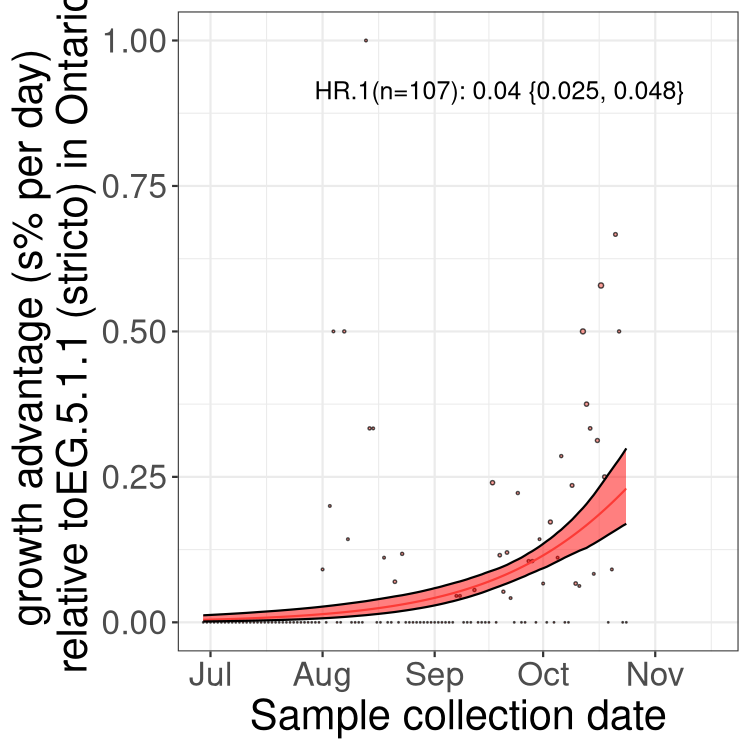 growth advantage (s% per day)
relative toEG.5.1.1 (stricto) in Ontario
1.00
0.75
0.50
0.25
0.00
HR.1(n=107): 0.04 {0.025, 0.048}
Jul Aug Sep Oct Nov
Sample collection date